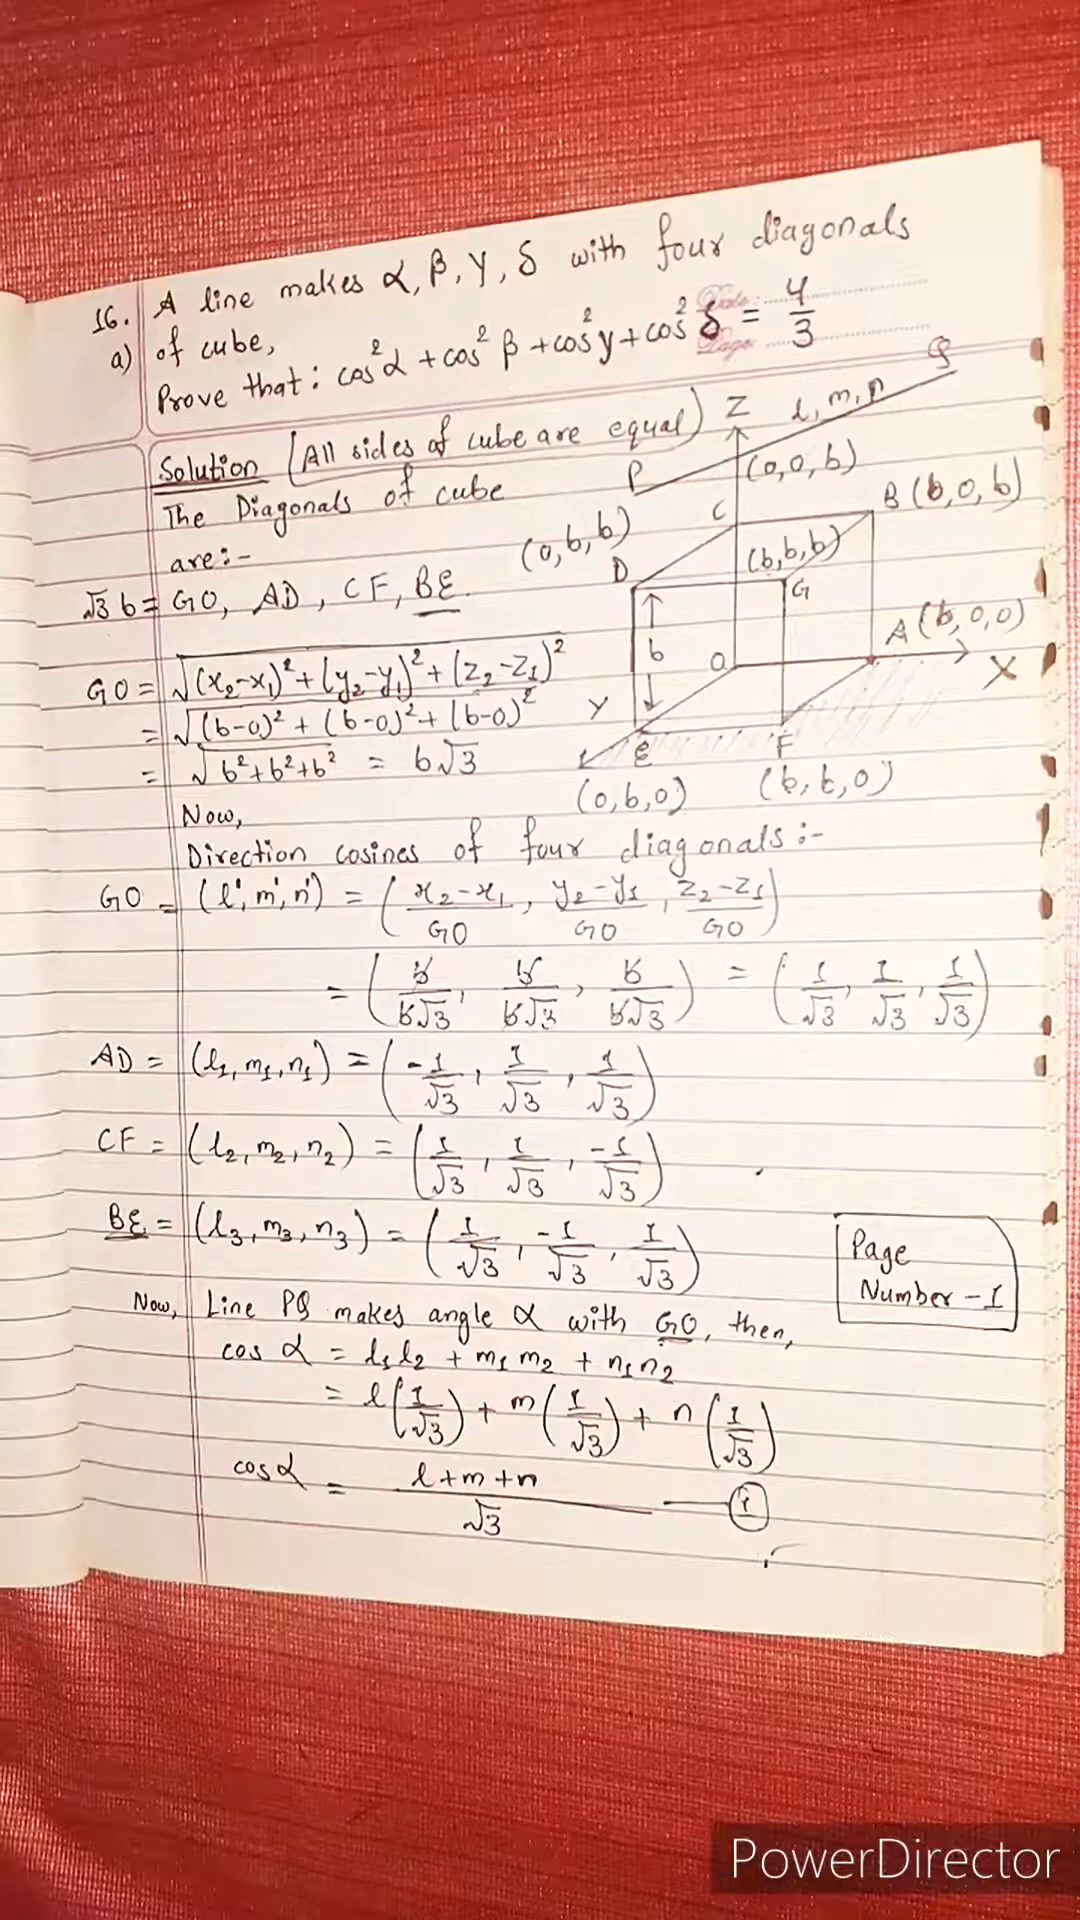 16. A line makes α, β, γ, δ with four diagonals
a) of cube,
Prove that: cos²α + cos²β + cos²γ + cos²δ = 4/3
Date:
Page
Solution (All sides of cube are equal)
The Diagonals of cube
are:-
√3 b = GO, AD, CF, BE.
Z
l, m, n
Q
P
(0,0,b)
C
B (b,0,b)
(0,b,b)
D
(b,b,b)
G
b
O
A (b,0,0)
X
Y
E
F
(0,b,0)
(b,b,0)
GO = √(x₂-x₁)² + (y₂-y₁)² + (z₂-z₁)²
= √(b-0)² + (b-0)² + (b-0)²
= √b²+b²+b² = b√3
Now,
Direction cosines of four diagonals:-
GO = (l', m', n') = (x₂-x₁/GO, y₂-y₁/GO, z₂-z₁/GO)
= (b/b√3, b/b√3, b/b√3) = (1/√3, 1/√3, 1/√3)
AD = (l₁, m₁, n₁) = (-1/√3, 1/√3, 1/√3)
CF = (l₂, m₂, n₂) = (1/√3, 1/√3, -1/√3)
BE = (l₃, m₃, n₃) = (1/√3, -1/√3, 1/√3)
Page
Number - 1
Now, Line PQ makes angle α with GO, then,
cos α = l₁l₂ + m₁m₂ + n₁n₂
= l(1/√3) + m(1/√3) + n(1/√3)
cosα = l+m+n/√3 — ①
PowerDirector